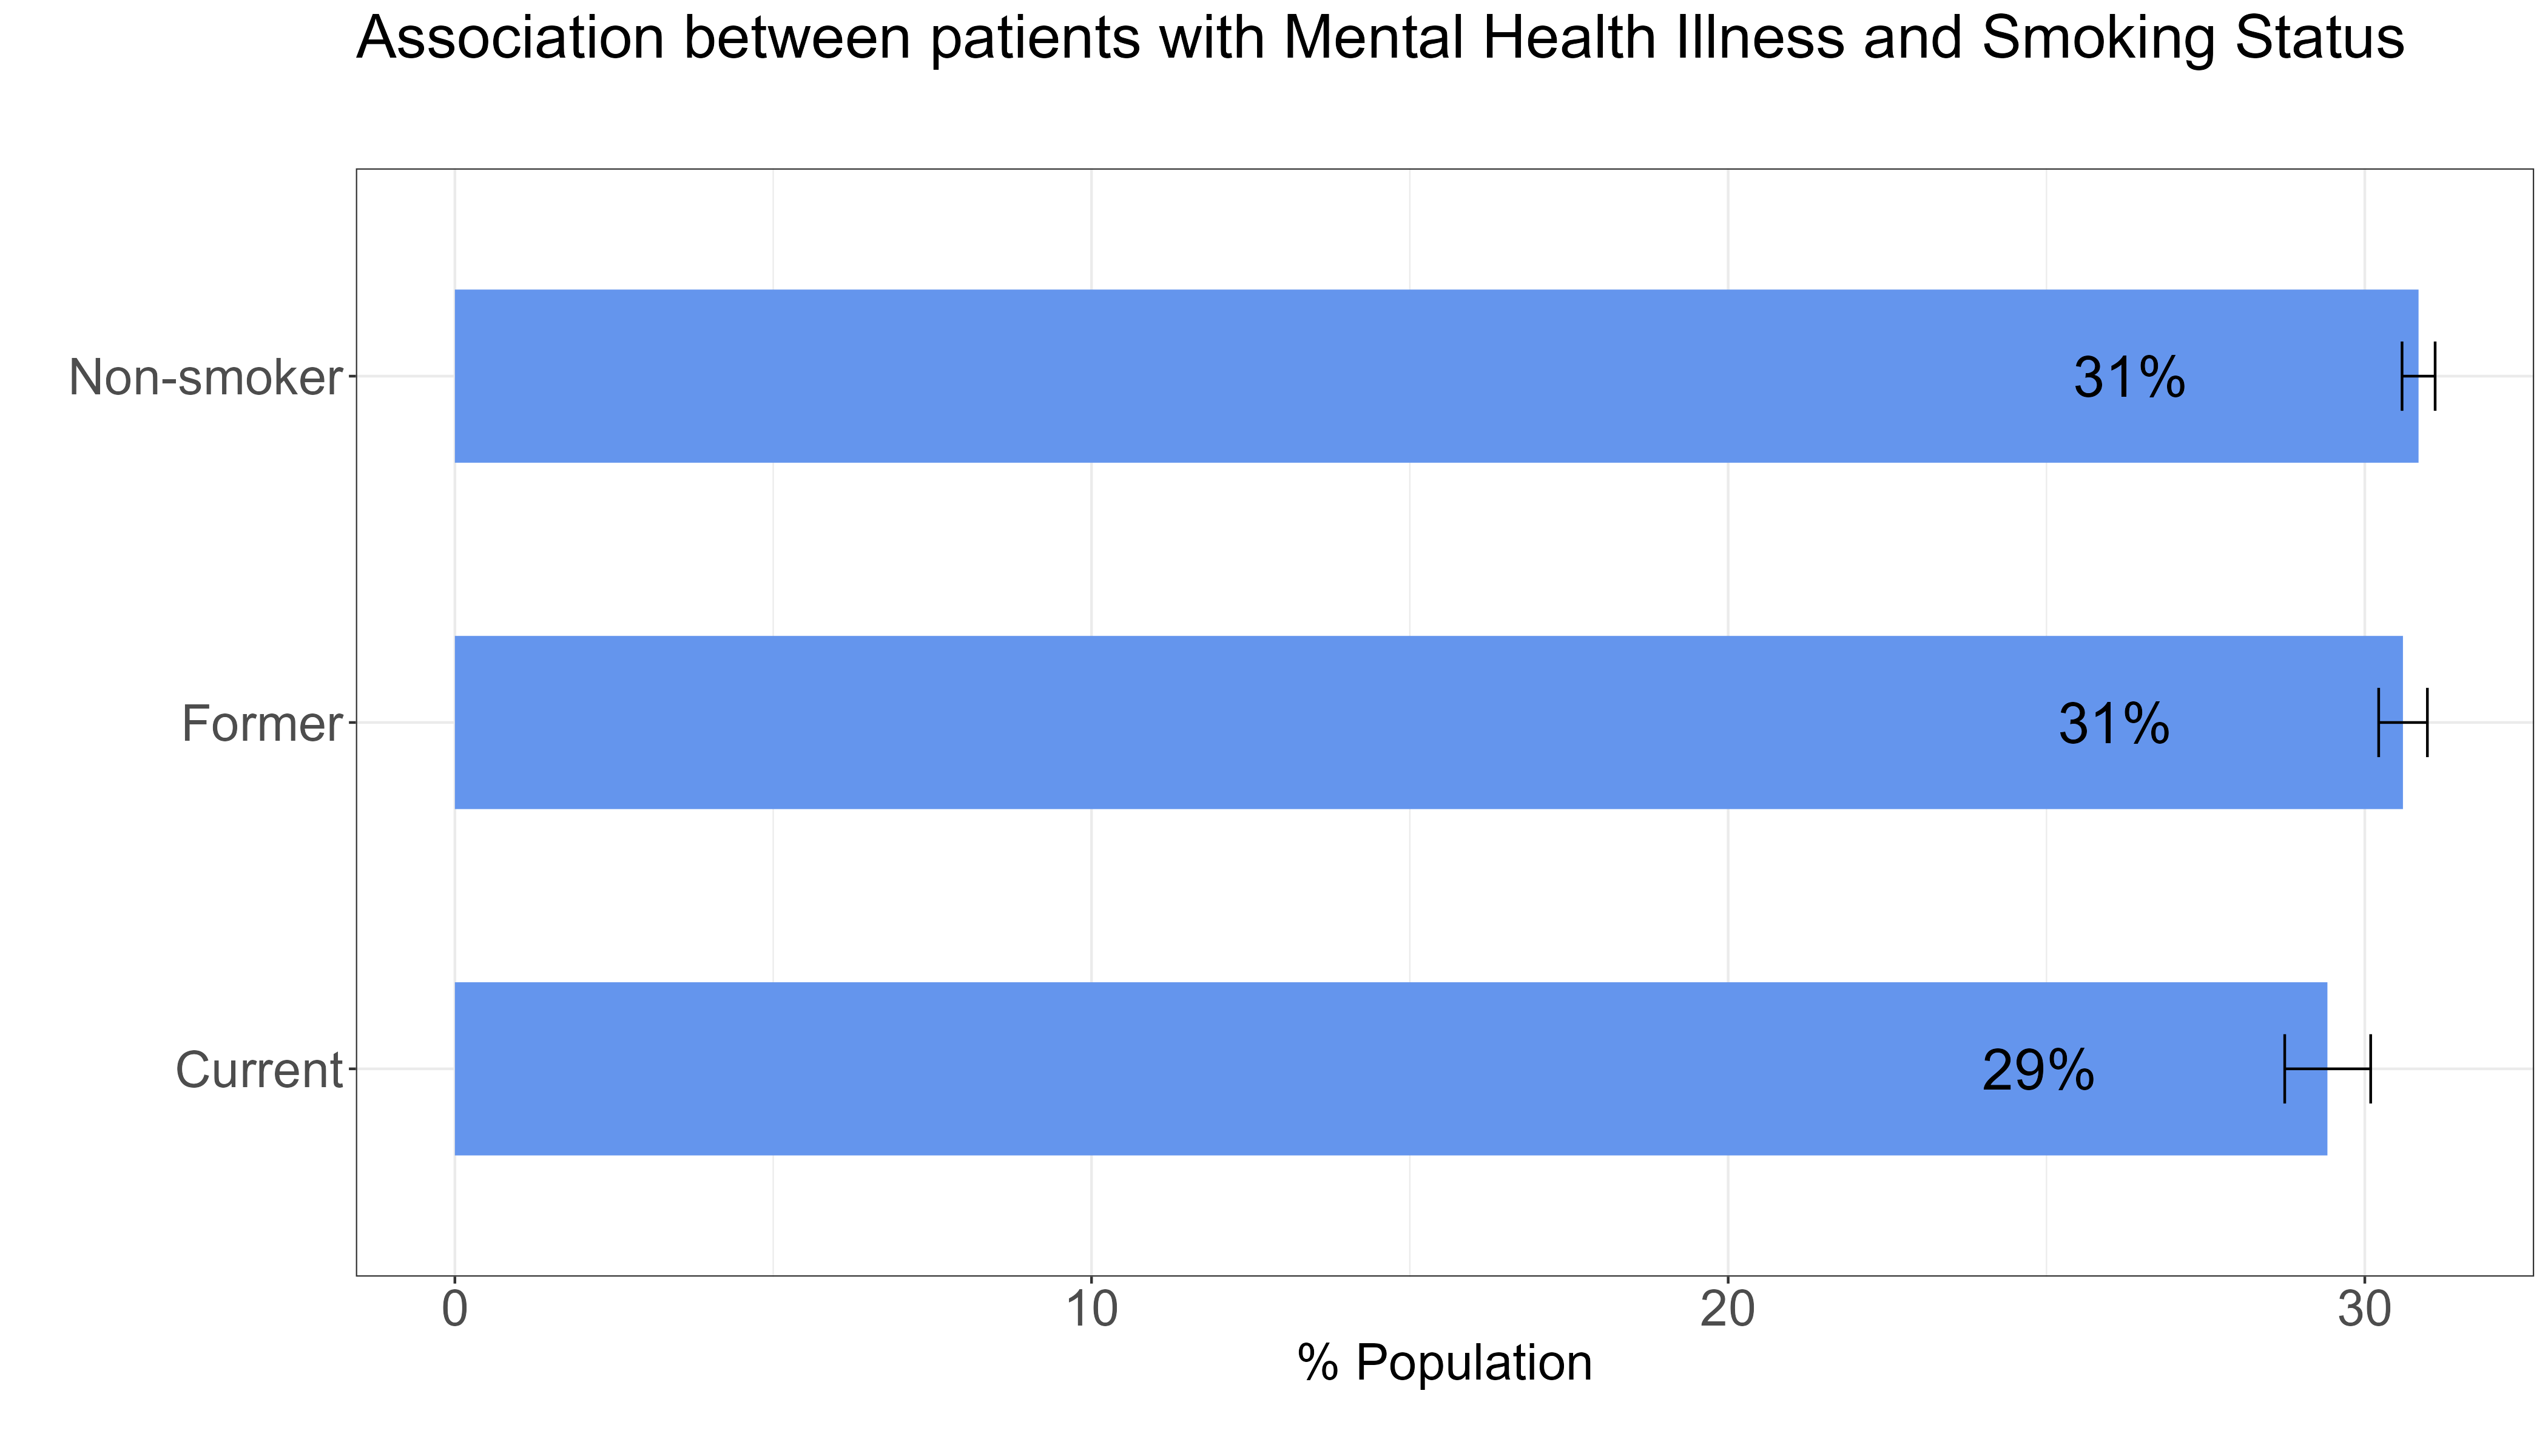 Association between patients with Mental Health Illness and Smoking Status
Non-smoker
31%
Former
31%
Current
29%
0 10 20 30
% Population